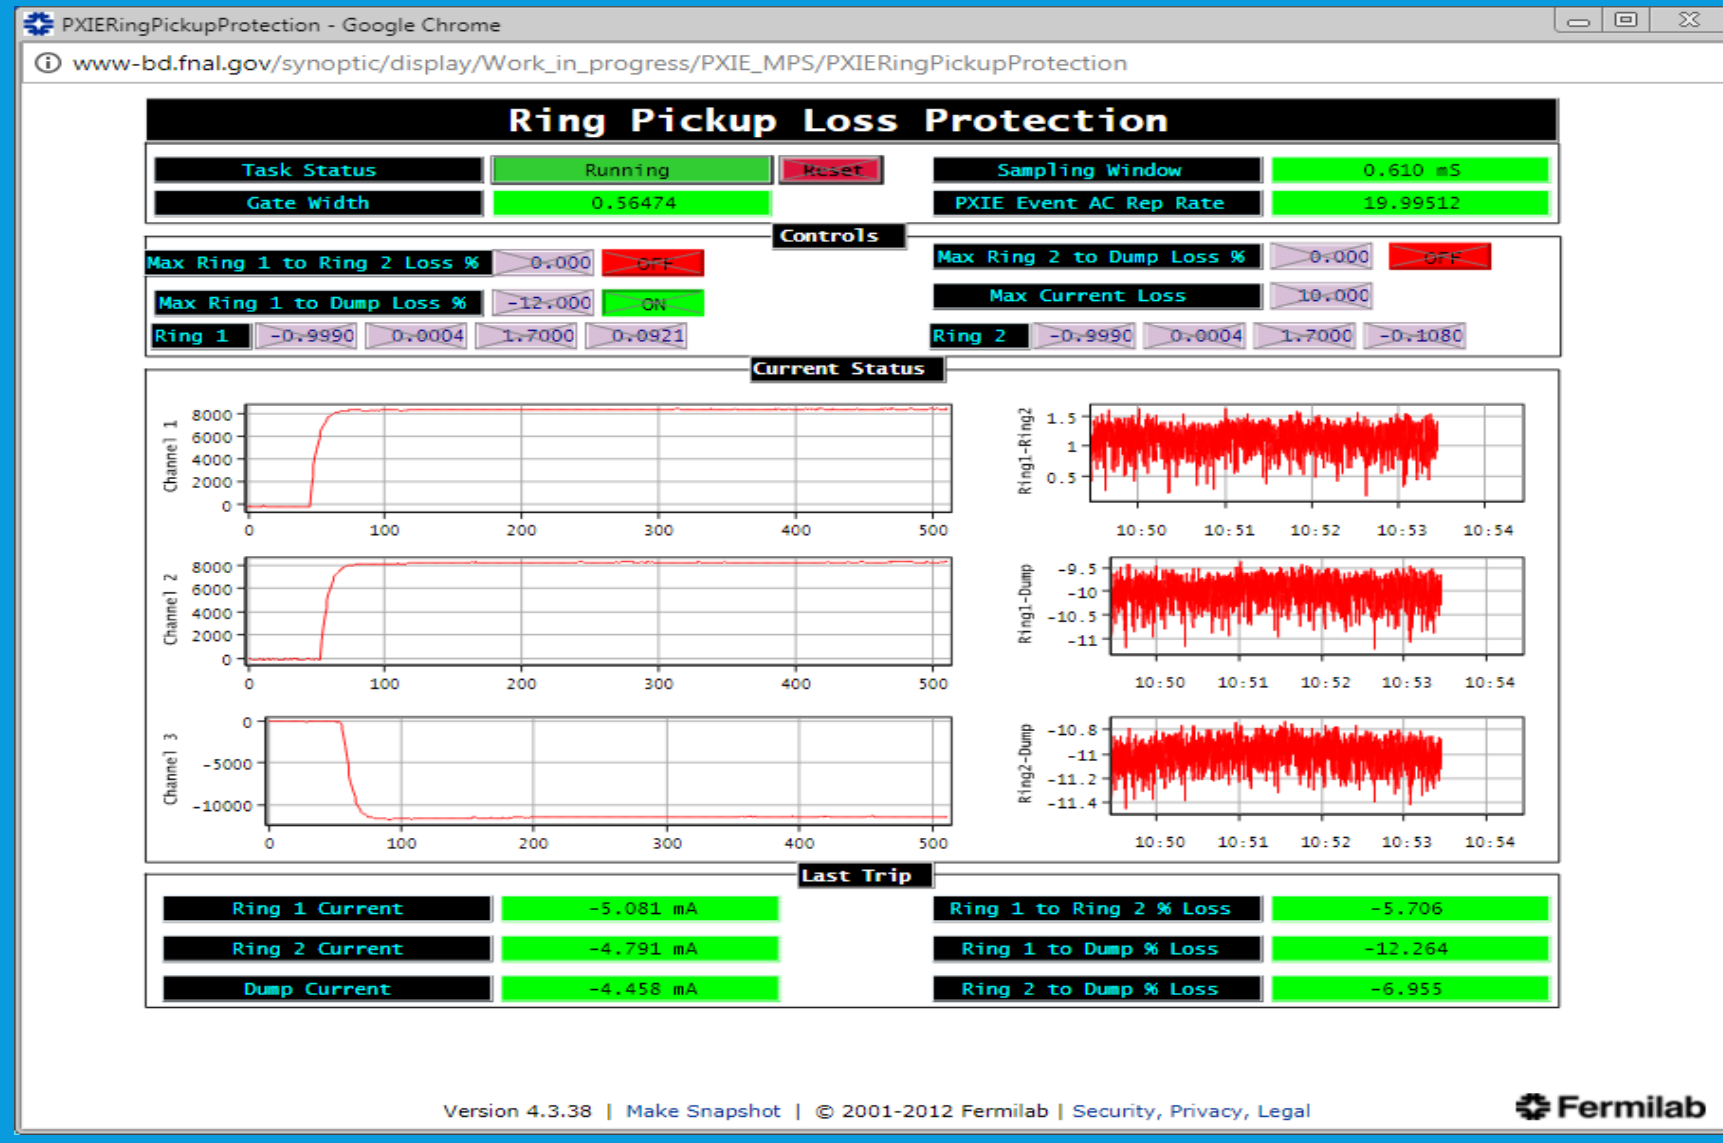 PXIERingPickupProtection - Google Chrome
www-bd.fnal.gov/synoptic/display/Work_in_progress/PXIE_MPS/PXIERingPickupProtection
Ring Pickup Loss Protection
Task Status Running Reset Sampling Window 0.610 mS
Gate Width 0.56474 PXIE Event AC Rep Rate 19.99512
Controls
Max Ring 1 to Ring 2 Loss % 0.000 OFF Max Ring 2 to Dump Loss % 0.000 OFF
Max Ring 1 to Dump Loss % -12.000 ON Max Current Loss 10.000
Ring 1 -0.9990 0.0004 1.7000 0.0921 Ring 2 -0.9990 0.0004 1.7000 -0.1080
Current Status
Channel 1
8000
6000
4000
2000
0
0 100 200 300 400 500
Ring1-Ring2
1.5
1
0.5
10:50 10:51 10:52 10:53 10:54
Channel 2
8000
6000
4000
2000
0
0 100 200 300 400 500
Ring1-Dump
-9.5
-10
-10.5
-11
10:50 10:51 10:52 10:53 10:54
Channel 3
0
-5000
-10000
0 100 200 300 400 500
Ring2-Dump
-10.8
-11
-11.2
-11.4
10:50 10:51 10:52 10:53 10:54
Last Trip
Ring 1 Current -5.081 mA Ring 1 to Ring 2 % Loss -5.706
Ring 2 Current -4.791 mA Ring 1 to Dump % Loss -12.264
Dump Current -4.458 mA Ring 2 to Dump % Loss -6.955
Version 4.3.38 | Make Snapshot | © 2001-2012 Fermilab | Security, Privacy, Legal
Fermilab